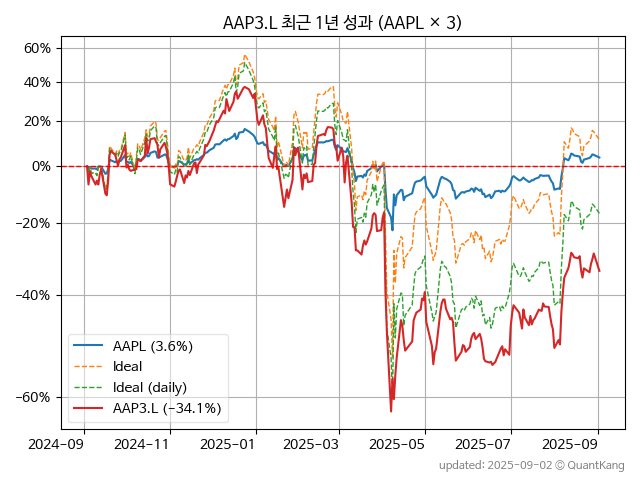 AAP3.L 최근 1년 성과 (AAPL × 3)
60%
40%
20%
0%
−20%
−40%
−60%
AAPL (3.6%)
Ideal
Ideal (daily)
AAP3.L (−34.1%)
2024-09 2024-11 2025-01 2025-03 2025-05 2025-07 2025-09
updated: 2025-09-02 © QuantKang